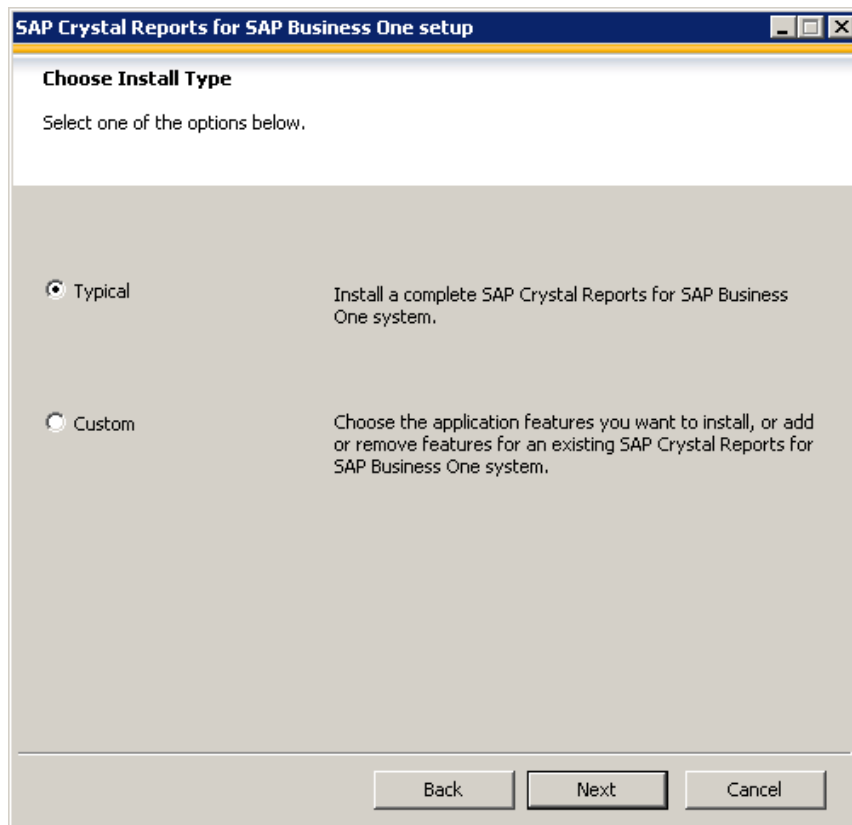 SAP Crystal Reports for SAP Business One setup
Choose Install Type
Select one of the options below.
Typical
Install a complete SAP Crystal Reports for SAP Business
One system.
Custom
Choose the application features you want to install, or add
or remove features for an existing SAP Crystal Reports for
SAP Business One system.
Back
Next
Cancel